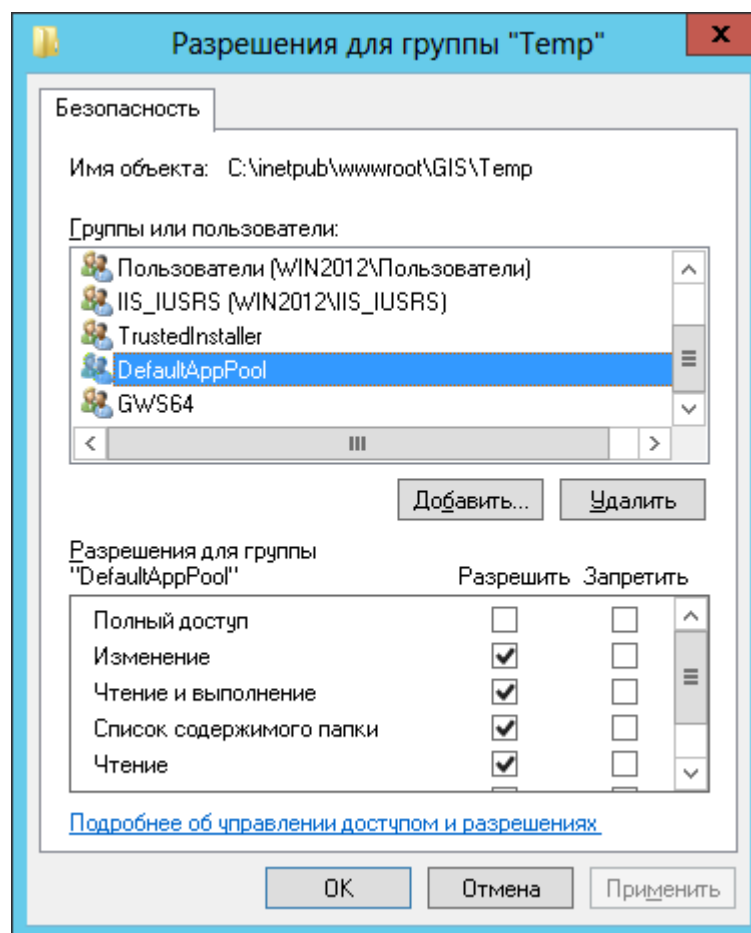 Разрешения для группы "Temp"
x
Безопасность
Имя объекта: C:\inetpub\wwwroot\GIS\Temp
Группы или пользователи:
Пользователи (WIN2012\Пользователи)
IIS_IUSRS (WIN2012\IIS_IUSRS)
TrustedInstaller
DefaultAppPool
GWS64
Добавить... Удалить
Разрешения для группы
"DefaultAppPool" Разрешить Запретить
Полный доступ
Изменение
Чтение и выполнение
Список содержимого папки
Чтение
Подробнее об управлении доступом и разрешениях
OK Отмена Применить